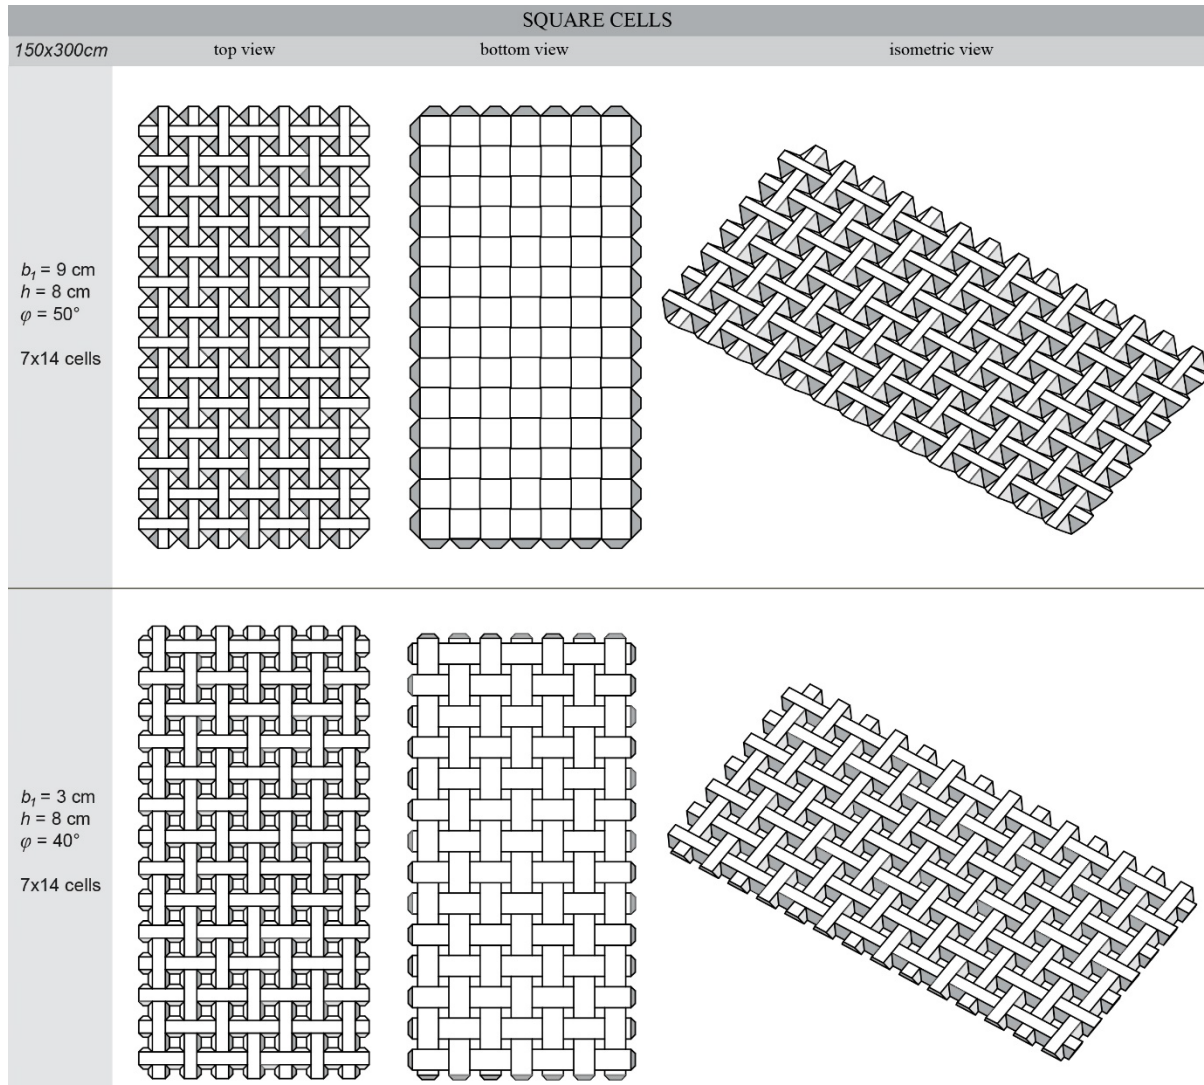 SQUARE CELLS
150x300cm top view bottom view isometric view
b₁ = 9 cm
h = 8 cm
φ = 50°
7x14 cells
b₁ = 3 cm
h = 8 cm
φ = 40°
7x14 cells